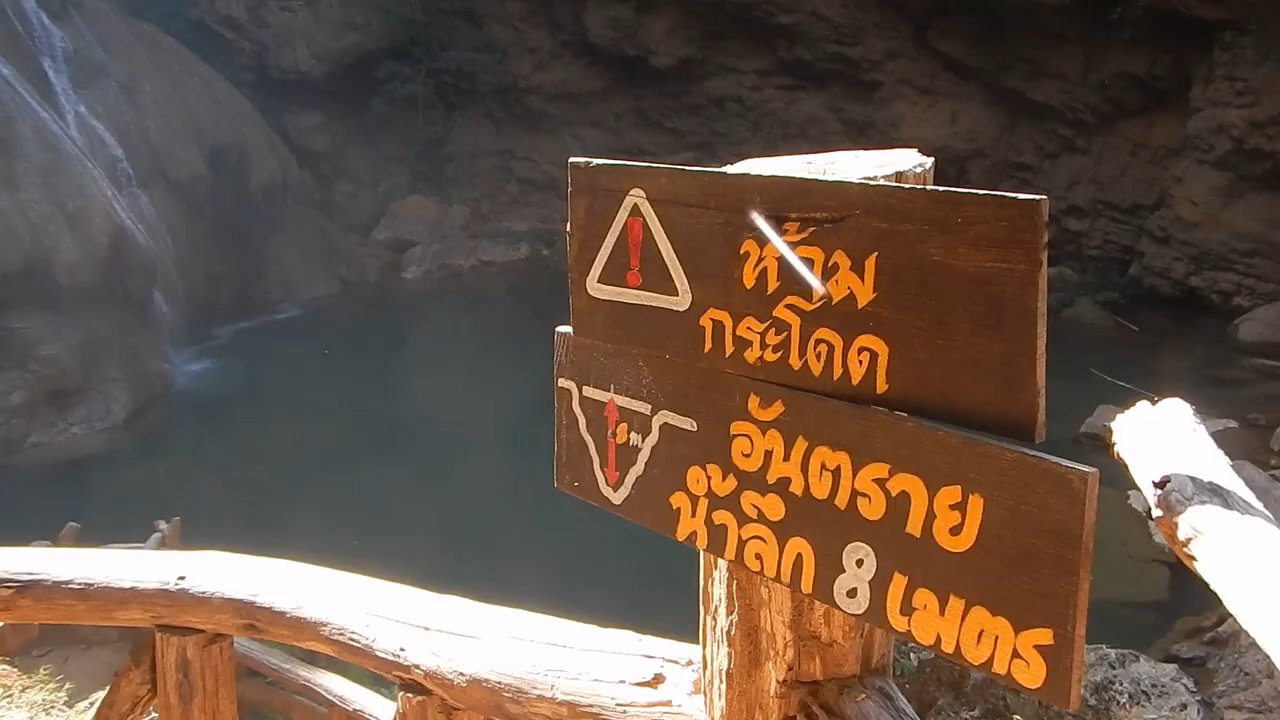 ห้าม
กระโดด
8m
อันตราย
น้ำลึก 8 เมตร